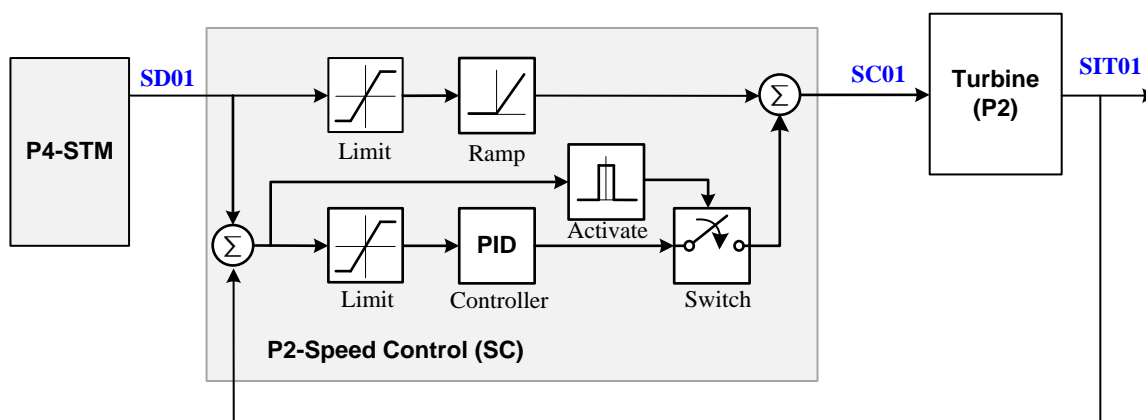 SD01
SC01
SIT01
P4-STM
Turbine
(P2)
Σ
Limit
Ramp
Activate
Σ
PID
Limit
Controller
Switch
P2-Speed Control (SC)